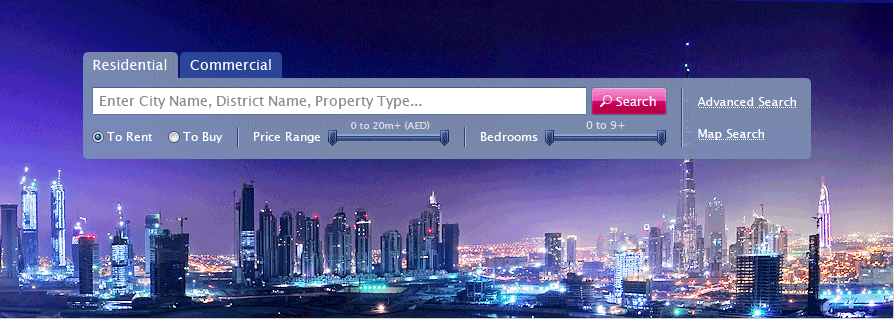 Residential
Commercial
Enter City Name, District Name, Property Type...
Search
Advanced Search
To Rent
To Buy
Price Range
0 to 20m+ (AED)
Bedrooms
0 to 9+
Map Search